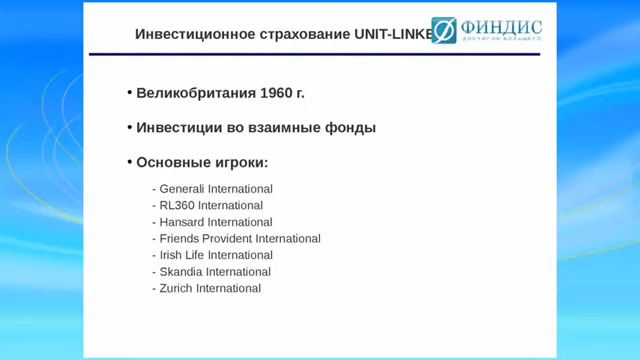 Инвестиционное страхование UNIT-LINKE
ФИНДИС
ДОСТИГНИ БОЛЬШЕГО
• Великобритания 1960 г.
• Инвестиции во взаимные фонды
• Основные игроки:
- Generali International
- RL360 International
- Hansard International
- Friends Provident International
- Irish Life International
- Skandia International
- Zurich International